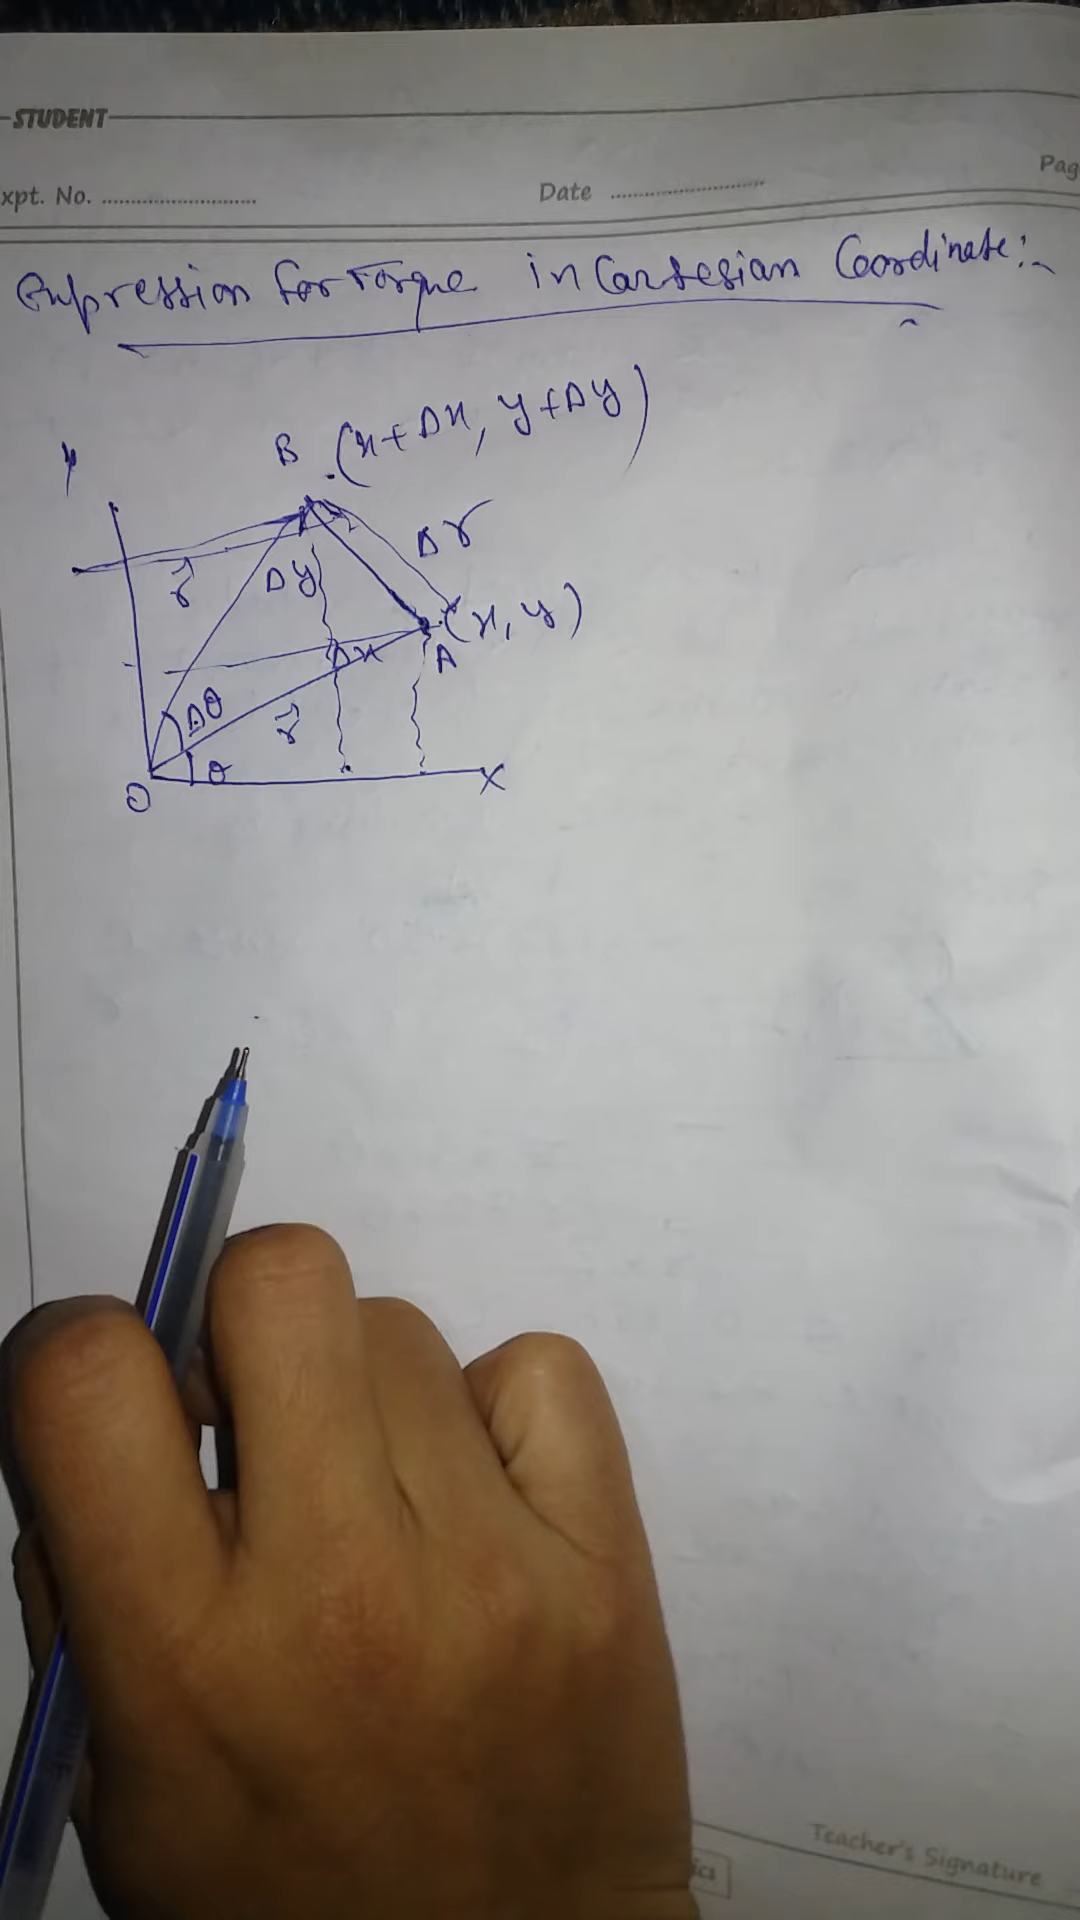 STUDENT
xpt. No. ........................
Date ........................
Pag
Expression for Torque in Cartesian Coordinate:-
y
B (x+Δx, y+Δy)
Δr
r⃗
Δy
(x, y)
Δx
A
Δθ
r⃗
θ
O
X
Teacher's Signature
ics